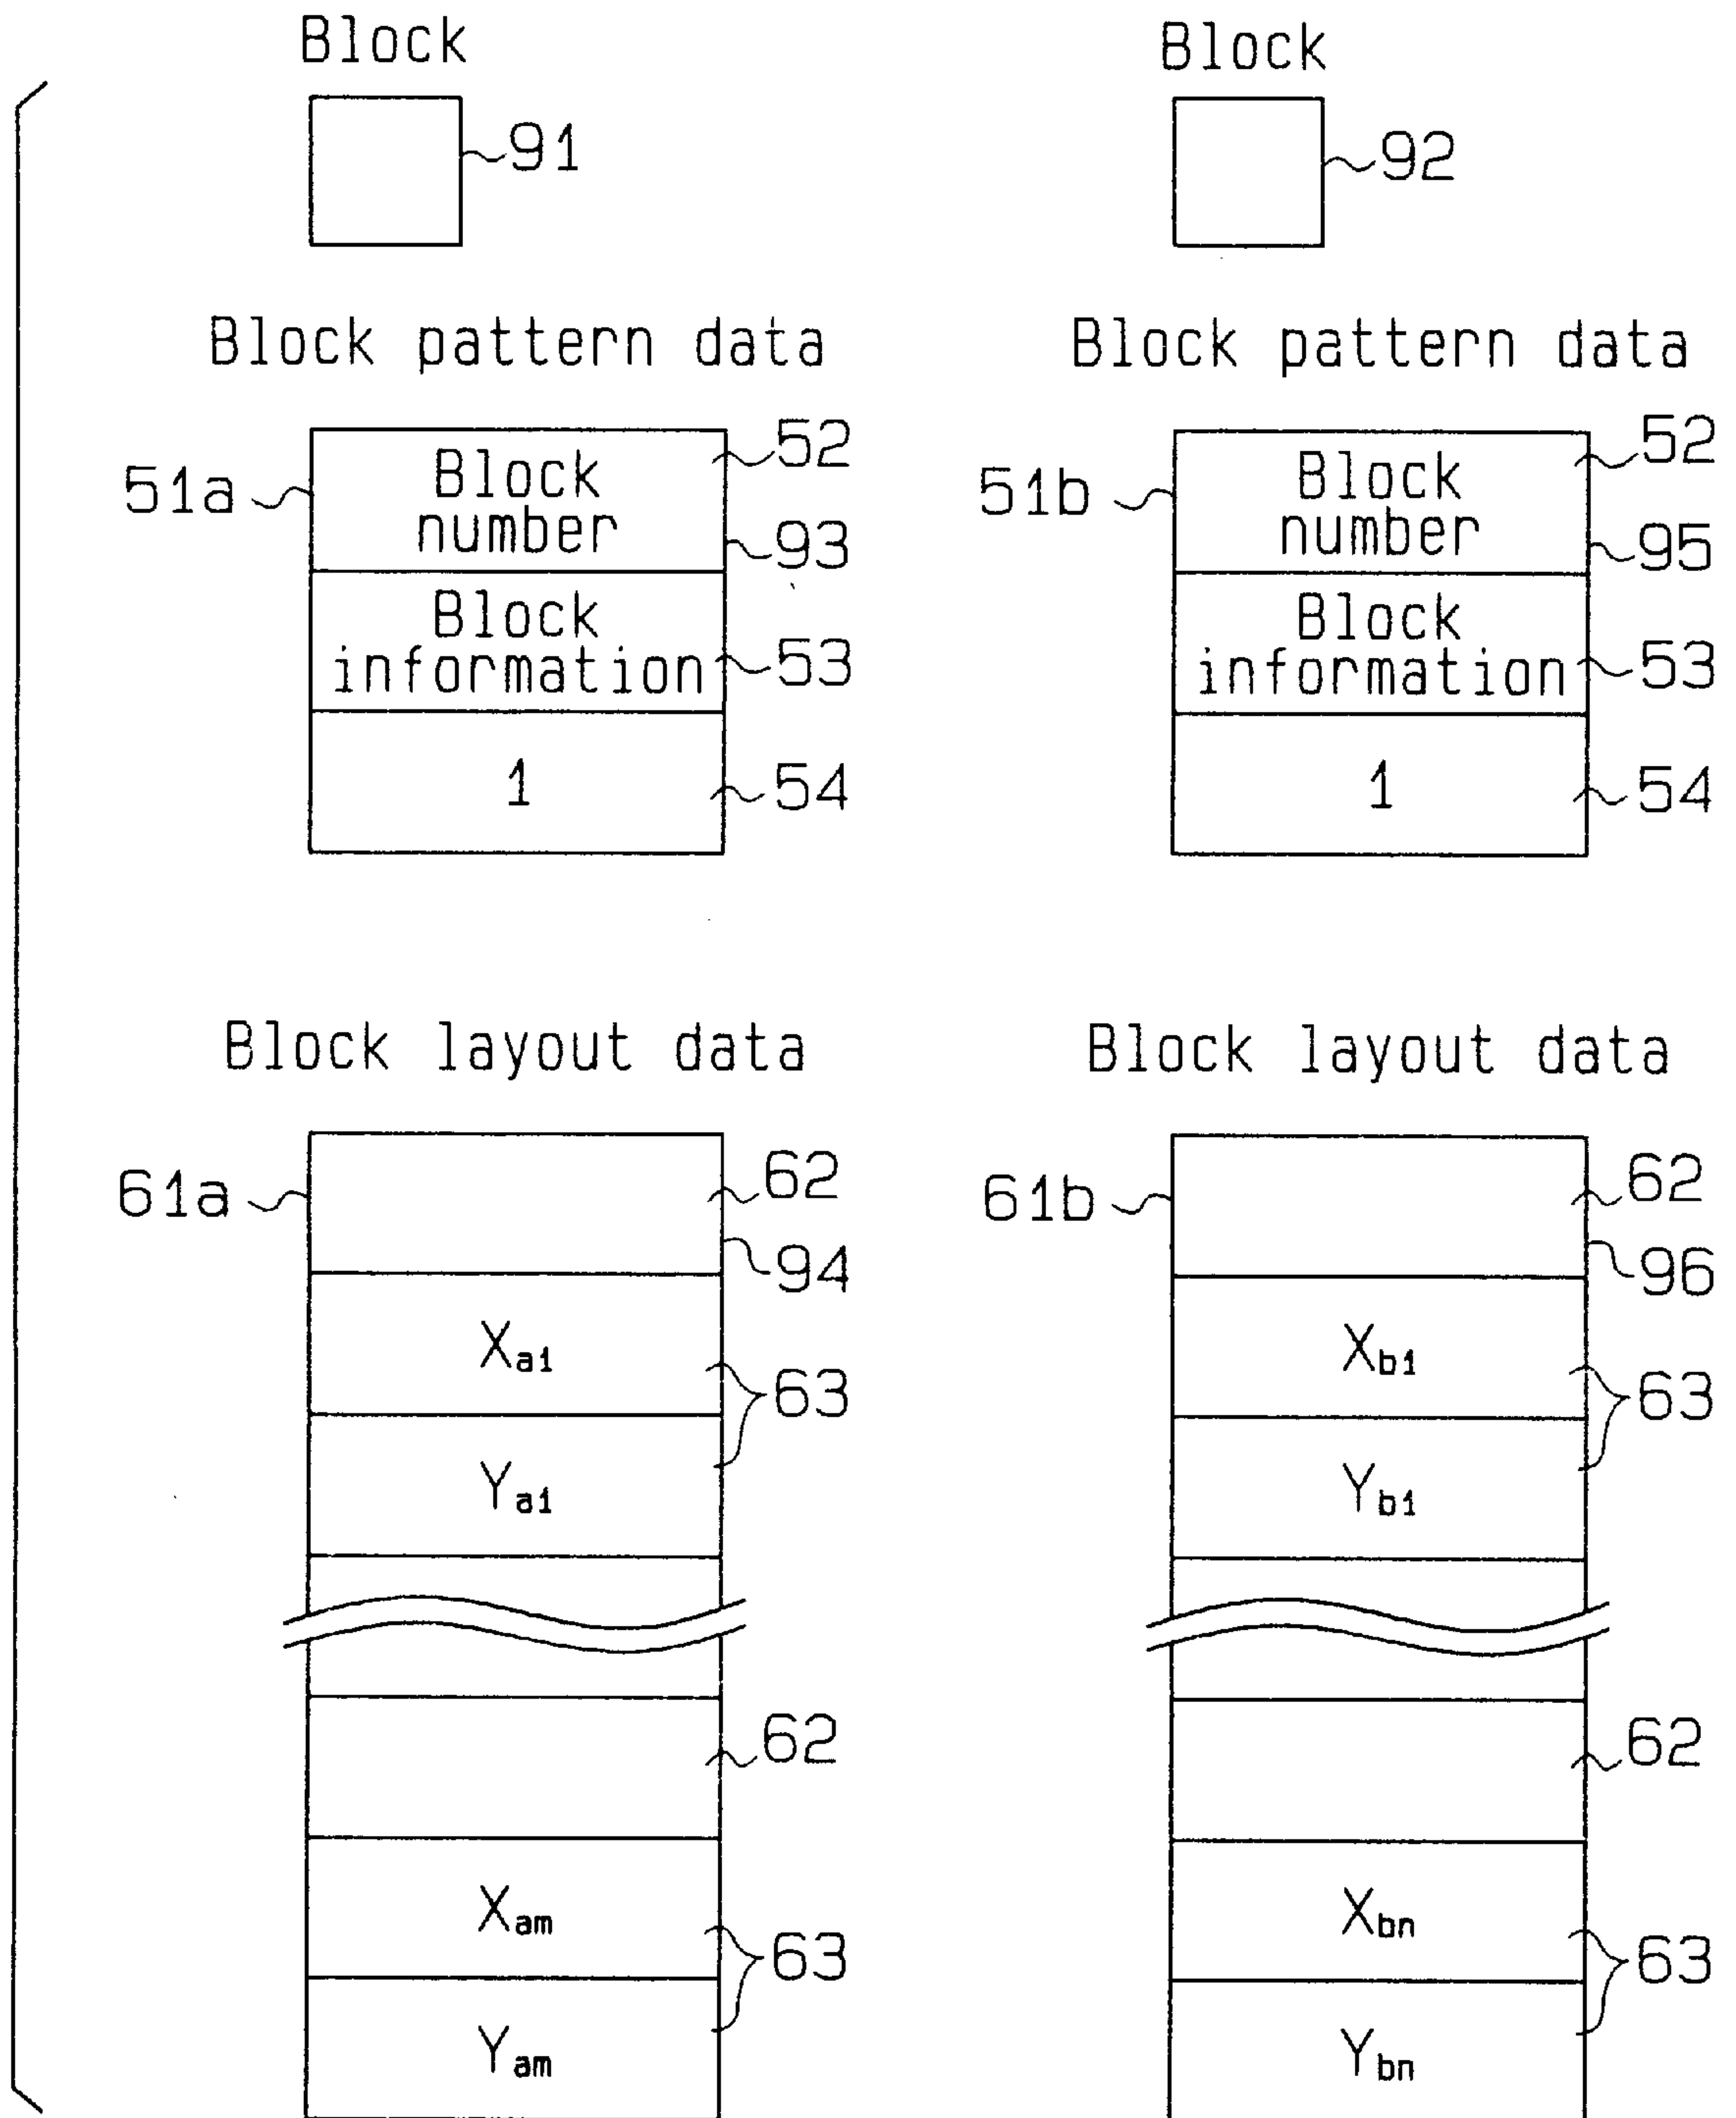 Block Block
91 92
Block pattern data Block pattern data
51a Block number 52 51b Block number 52
93 95
Block information 53 Block information 53
1 54 1 54
Block layout data Block layout data
61a 62 61b 62
94 96
Xa1 Xb1
63 63
Ya1 Yb1
62 62
Xam Xbn
63 63
Yam Ybn